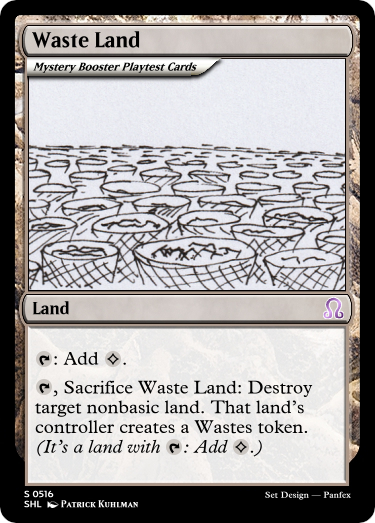 Waste Land
Mystery Booster Playtest Cards
Land
: Add .
, Sacrifice Waste Land: Destroy
target nonbasic land. That land's
controller creates a Wastes token.
(It's a land with : Add .)
S 0516
SHL Patrick Kuhlman
Set Design — Panfex